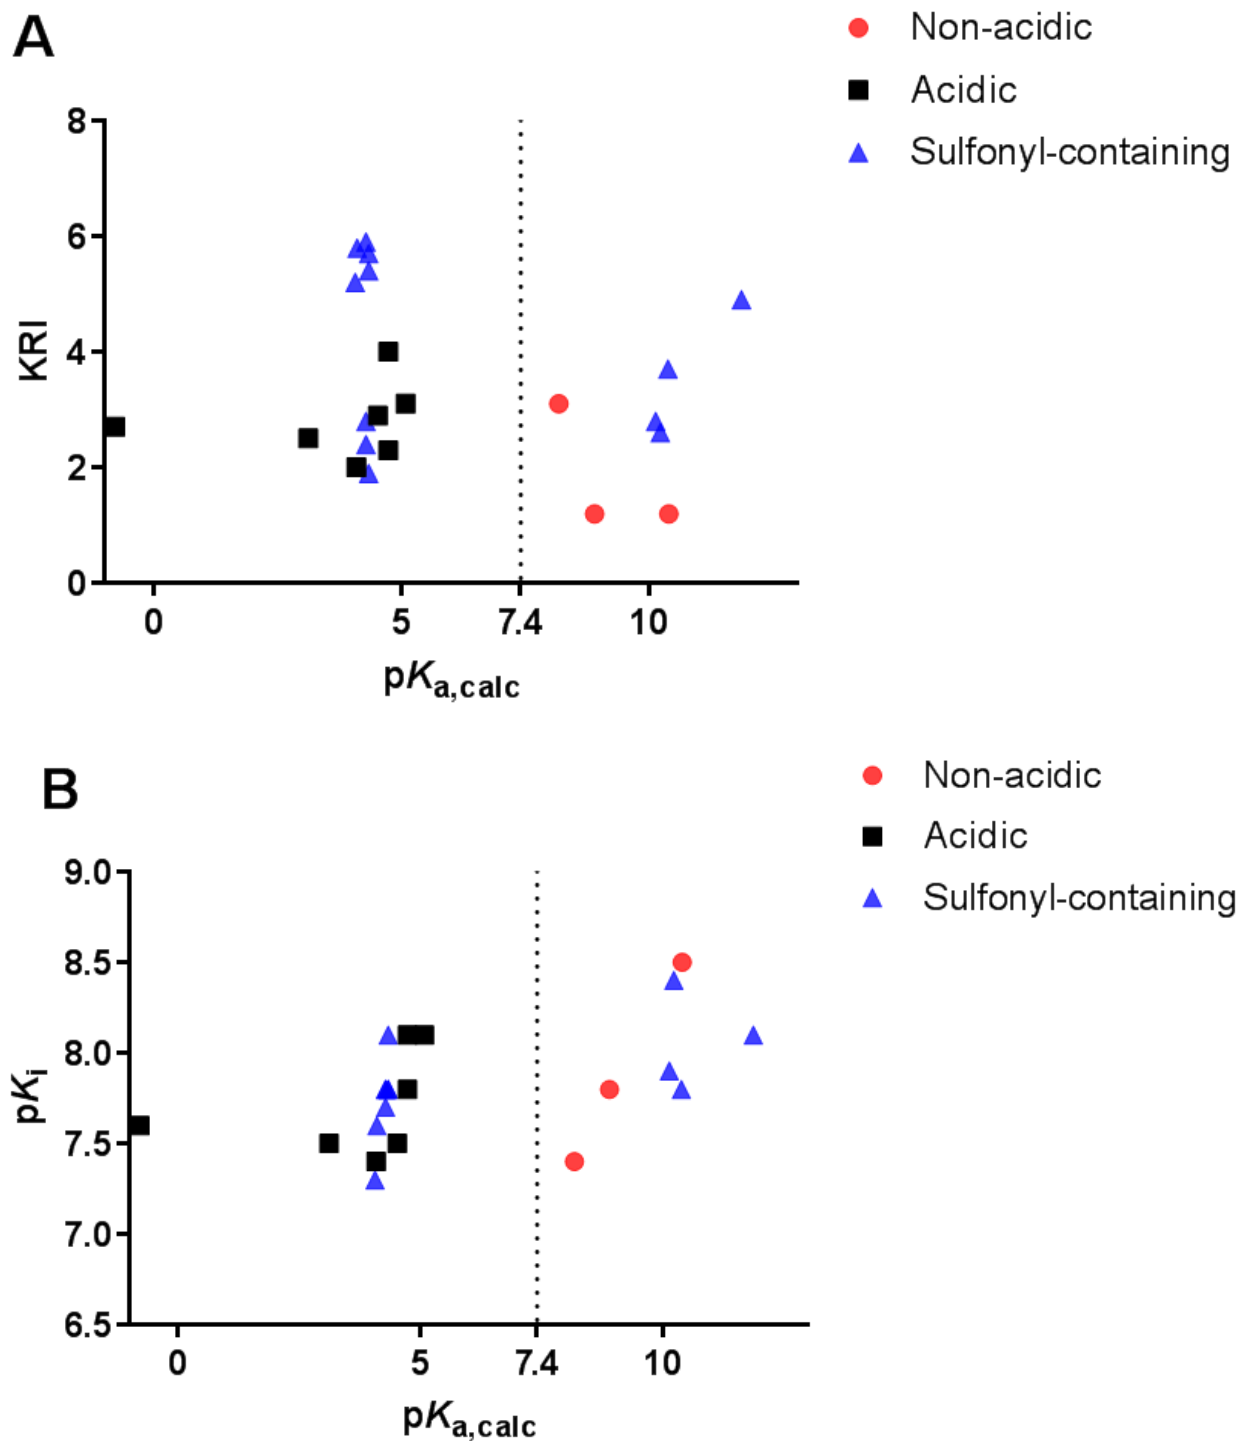 A
Non-acidic
Acidic
Sulfonyl-containing
8
6
4
2
0
KRI
0 5 7.4 10
pKa,calc
B
Non-acidic
Acidic
Sulfonyl-containing
9.0
8.5
8.0
7.5
7.0
6.5
pKi
0 5 7.4 10
pKa,calc